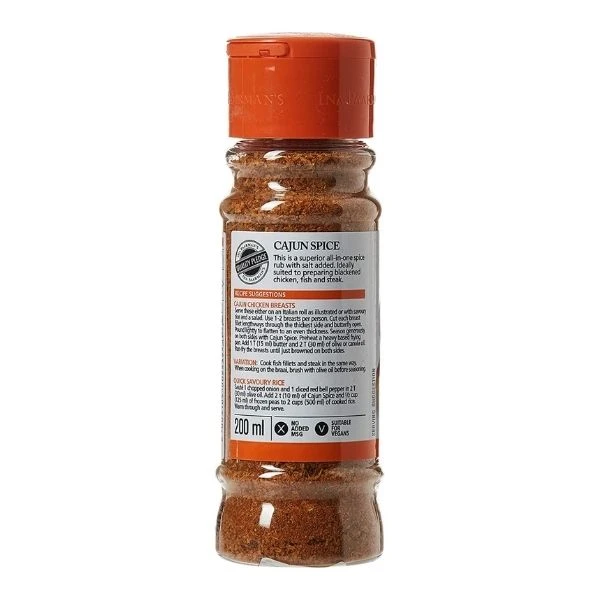 RSMAN'S INA PAAR
QUALITY PLEDGE
CAJUN SPICE
This is a superior all-in-one spice
rub with salt added. Ideally
suited to preparing blackened
chicken, fish and steak.
RECIPE SUGGESTIONS
CAJUN CHICKEN BREASTS
Serve these either on an Italian roll as illustrated or with savoury
rice and a salad. Use 1-2 breasts per person. Cut each breast
fillet lengthways through the thickest side and butterfly open.
Pound lightly to flatten to an even thickness. Season generously
on both sides with Cajun Spice. Preheat a heavy based frying
pan. Add 1 T (15 ml) butter and 2 T (30 ml) of olive or canola oil.
Pan-fry the breasts until just browned on both sides.
VARIATION: Cook fish fillets and steak in the same way.
When cooking on the braai, brush with olive oil before seasoning.
QUICK SAVOURY RICE
Sauté 1 chopped onion and 1 diced red bell pepper in 2 T
(30 ml) olive oil. Add 2 t (10 ml) of Cajun Spice and ½ cup
(125 ml) of frozen peas to 2 cups (500 ml) of cooked rice.
Warm through and serve.
200 ml
X NO
ADDED
MSG
V SUITABLE
FOR
VEGANS
SERVING SUGGESTION